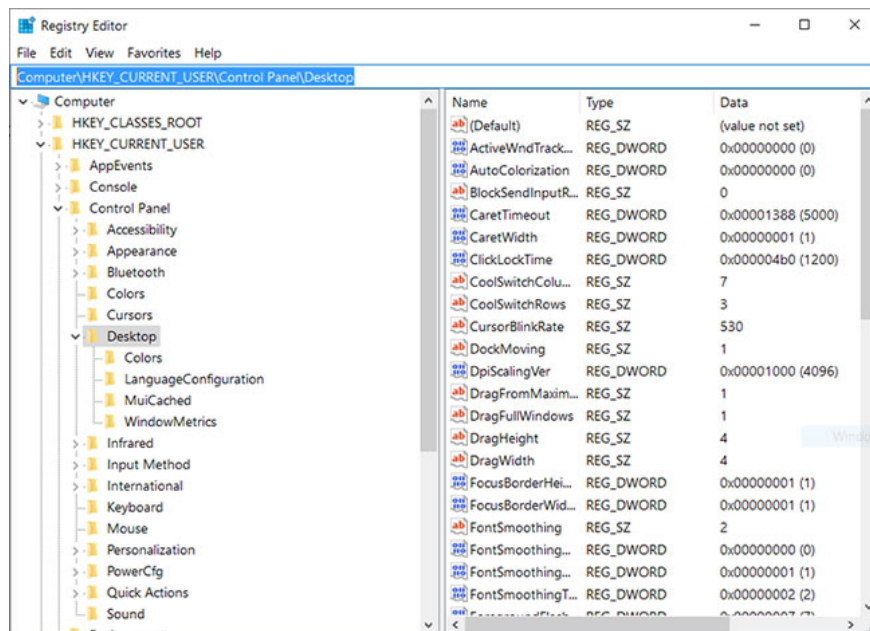 Registry Editor
File Edit View Favorites Help
Computer\HKEY_CURRENT_USER\Control Panel\Desktop
Computer
HKEY_CLASSES_ROOT
HKEY_CURRENT_USER
AppEvents
Console
Control Panel
Accessibility
Appearance
Bluetooth
Colors
Cursors
Desktop
Colors
LanguageConfiguration
MuiCached
WindowMetrics
Infrared
Input Method
International
Keyboard
Mouse
Personalization
PowerCfg
Quick Actions
Sound
Name Type Data
(Default) REG_SZ (value not set)
ActiveWndTrack... REG_DWORD 0x00000000 (0)
AutoColorization REG_DWORD 0x00000000 (0)
BlockSendInputR... REG_SZ 0
CaretTimeout REG_DWORD 0x00001388 (5000)
CaretWidth REG_DWORD 0x00000001 (1)
ClickLockTime REG_DWORD 0x000004b0 (1200)
CoolSwitchColu... REG_SZ 7
CoolSwitchRows REG_SZ 3
CursorBlinkRate REG_SZ 530
DockMoving REG_SZ 1
DpiScalingVer REG_DWORD 0x00001000 (4096)
DragFromMaxim... REG_SZ 1
DragFullWindows REG_SZ 1
DragHeight REG_SZ 4
DragWidth REG_SZ 4
FocusBorderHei... REG_DWORD 0x00000001 (1)
FocusBorderWid... REG_DWORD 0x00000001 (1)
FontSmoothing REG_SZ 2
FontSmoothing... REG_DWORD 0x00000000 (0)
FontSmoothing... REG_DWORD 0x00000001 (1)
FontSmoothingT... REG_DWORD 0x00000002 (2)